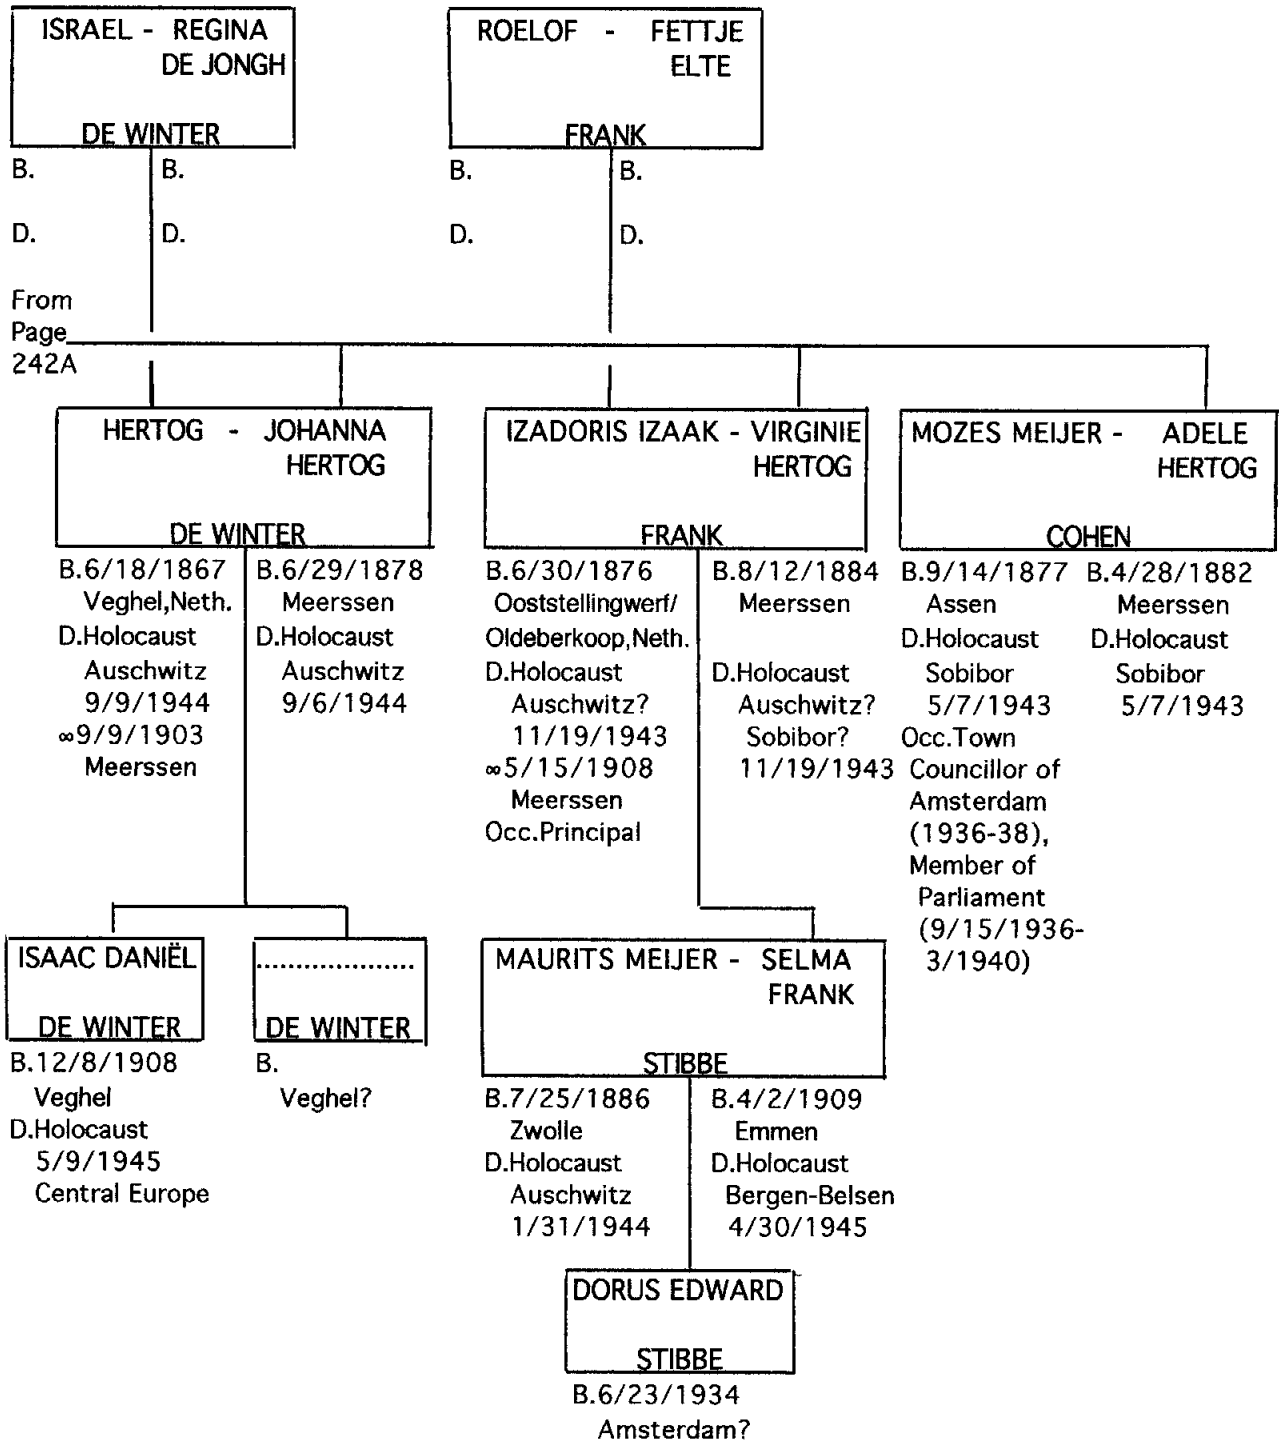 ISRAEL - REGINA
DE JONGH
DE WINTER
B. B.
D. D.
ROELOF - FETTJE
ELTE
FRANK
B. B.
D. D.
From
Page
242A
HERTOG - JOHANNA
HERTOG
DE WINTER
B.6/18/1867
Veghel,Neth.
D.Holocaust
Auschwitz
9/9/1944
∞9/9/1903
Meerssen
B.6/29/1878
Meerssen
D.Holocaust
Auschwitz
9/6/1944
IZADORIS IZAAK - VIRGINIE
HERTOG
FRANK
B.6/30/1876
Ooststellingwerf/
Oldeberkoop,Neth.
D.Holocaust
Auschwitz?
11/19/1943
∞5/15/1908
Meerssen
Occ.Principal
B.8/12/1884
Meerssen
D.Holocaust
Auschwitz?
Sobibor?
11/19/1943
MOZES MEIJER - ADELE
HERTOG
COHEN
B.9/14/1877
Assen
D.Holocaust
Sobibor
5/7/1943
Occ.Town
Councillor of
Amsterdam
(1936-38),
Member of
Parliament
(9/15/1936-
3/1940)
B.4/28/1882
Meerssen
D.Holocaust
Sobibor
5/7/1943
ISAAC DANIËL
DE WINTER
B.12/8/1908
Veghel
D.Holocaust
5/9/1945
Central Europe
....................
DE WINTER
B.
Veghel?
MAURITS MEIJER - SELMA
FRANK
STIBBE
B.7/25/1886
Zwolle
D.Holocaust
Auschwitz
1/31/1944
B.4/2/1909
Emmen
D.Holocaust
Bergen-Belsen
4/30/1945
DORUS EDWARD
STIBBE
B.6/23/1934
Amsterdam?